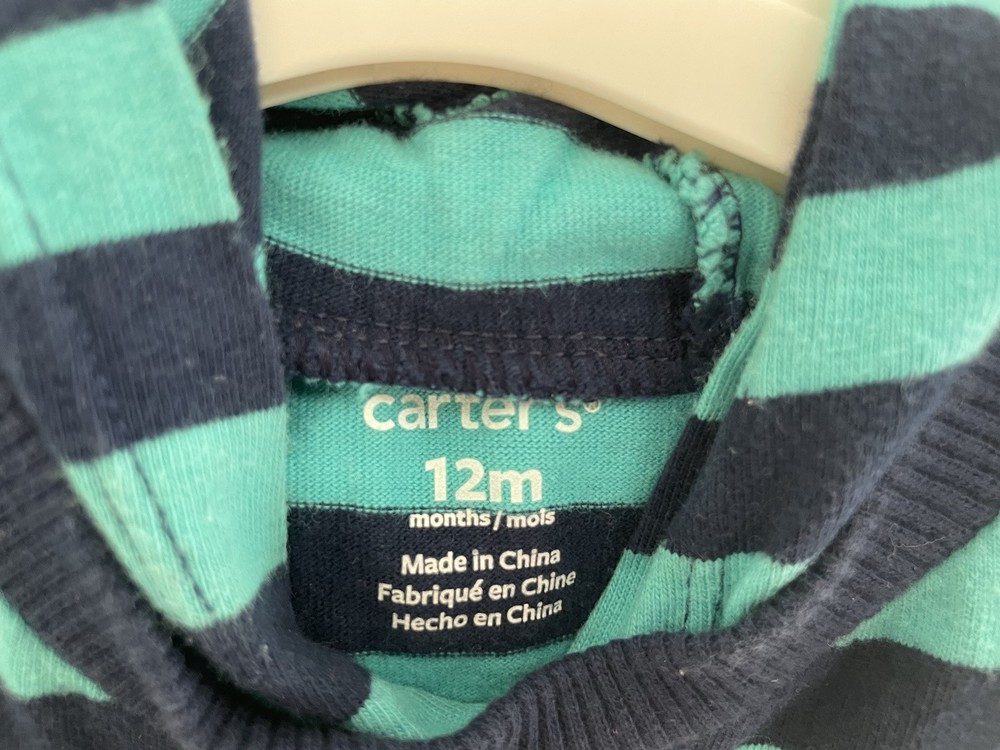 carter's®
12m
months/mois
Made in China
Fabriqué en Chine
Hecho en China